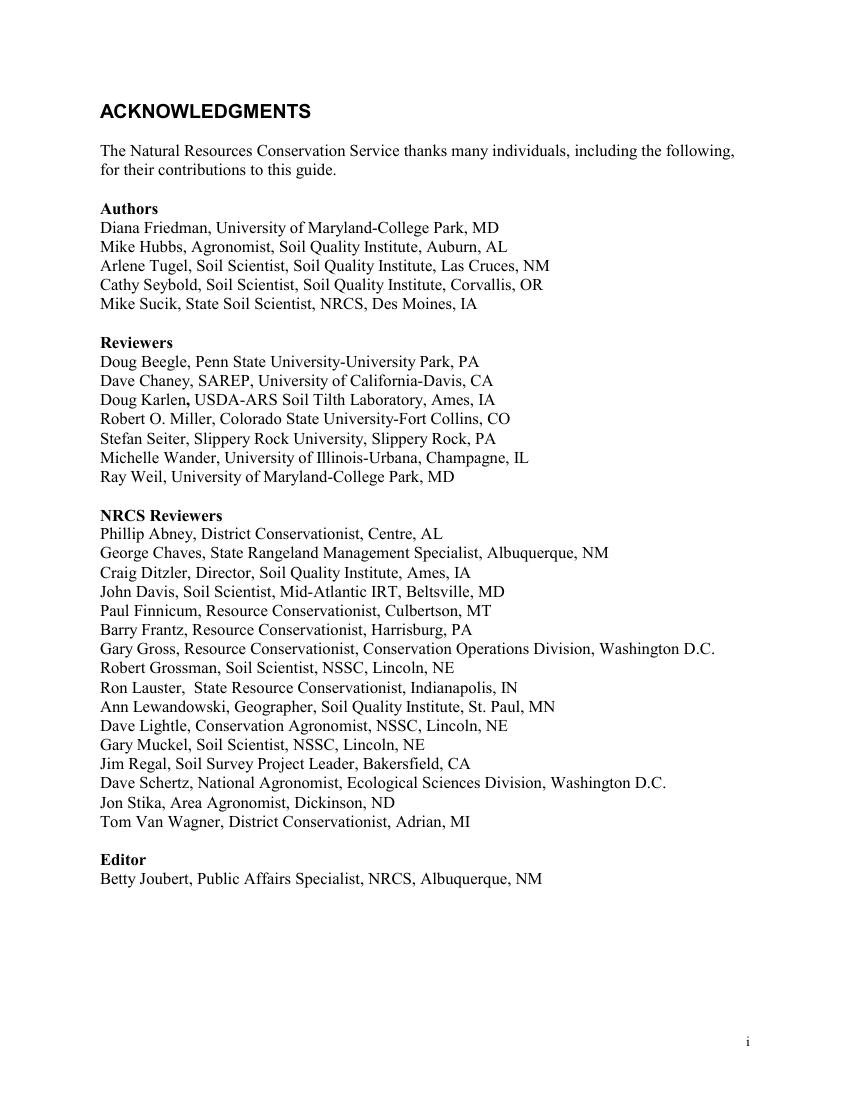 ACKNOWLEDGMENTS
The Natural Resources Conservation Service thanks many individuals, including the following,
for their contributions to this guide.
Authors
Diana Friedman, University of Maryland-College Park, MD
Mike Hubbs, Agronomist, Soil Quality Institute, Auburn, AL
Arlene Tugel, Soil Scientist, Soil Quality Institute, Las Cruces, NM
Cathy Seybold, Soil Scientist, Soil Quality Institute, Corvallis, OR
Mike Sucik, State Soil Scientist, NRCS, Des Moines, IA
Reviewers
Doug Beegle, Penn State University-University Park, PA
Dave Chaney, SAREP, University of California-Davis, CA
Doug Karlen, USDA-ARS Soil Tilth Laboratory, Ames, IA
Robert O. Miller, Colorado State University-Fort Collins, CO
Stefan Seiter, Slippery Rock University, Slippery Rock, PA
Michelle Wander, University of Illinois-Urbana, Champagne, IL
Ray Weil, University of Maryland-College Park, MD
NRCS Reviewers
Phillip Abney, District Conservationist, Centre, AL
George Chaves, State Rangeland Management Specialist, Albuquerque, NM
Craig Ditzler, Director, Soil Quality Institute, Ames, IA
John Davis, Soil Scientist, Mid-Atlantic IRT, Beltsville, MD
Paul Finnicum, Resource Conservationist, Culbertson, MT
Barry Frantz, Resource Conservationist, Harrisburg, PA
Gary Gross, Resource Conservationist, Conservation Operations Division, Washington D.C.
Robert Grossman, Soil Scientist, NSSC, Lincoln, NE
Ron Lauster,  State Resource Conservationist, Indianapolis, IN
Ann Lewandowski, Geographer, Soil Quality Institute, St. Paul, MN
Dave Lightle, Conservation Agronomist, NSSC, Lincoln, NE
Gary Muckel, Soil Scientist, NSSC, Lincoln, NE
Jim Regal, Soil Survey Project Leader, Bakersfield, CA
Dave Schertz, National Agronomist, Ecological Sciences Division, Washington D.C.
Jon Stika, Area Agronomist, Dickinson, ND
Tom Van Wagner, District Conservationist, Adrian, MI
Editor
Betty Joubert, Public Affairs Specialist, NRCS, Albuquerque, NM
i